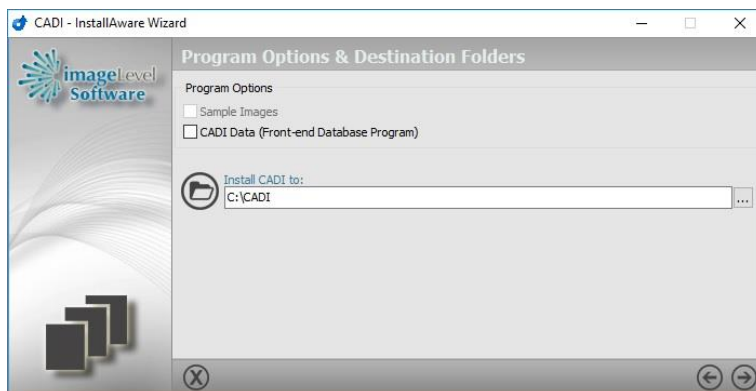 CADI - InstallAware Wizard
imageLevel
Software
Program Options & Destination Folders
Program Options
Sample Images
CADI Data (Front-end Database Program)
Install CADI to:
C:\CADI
...